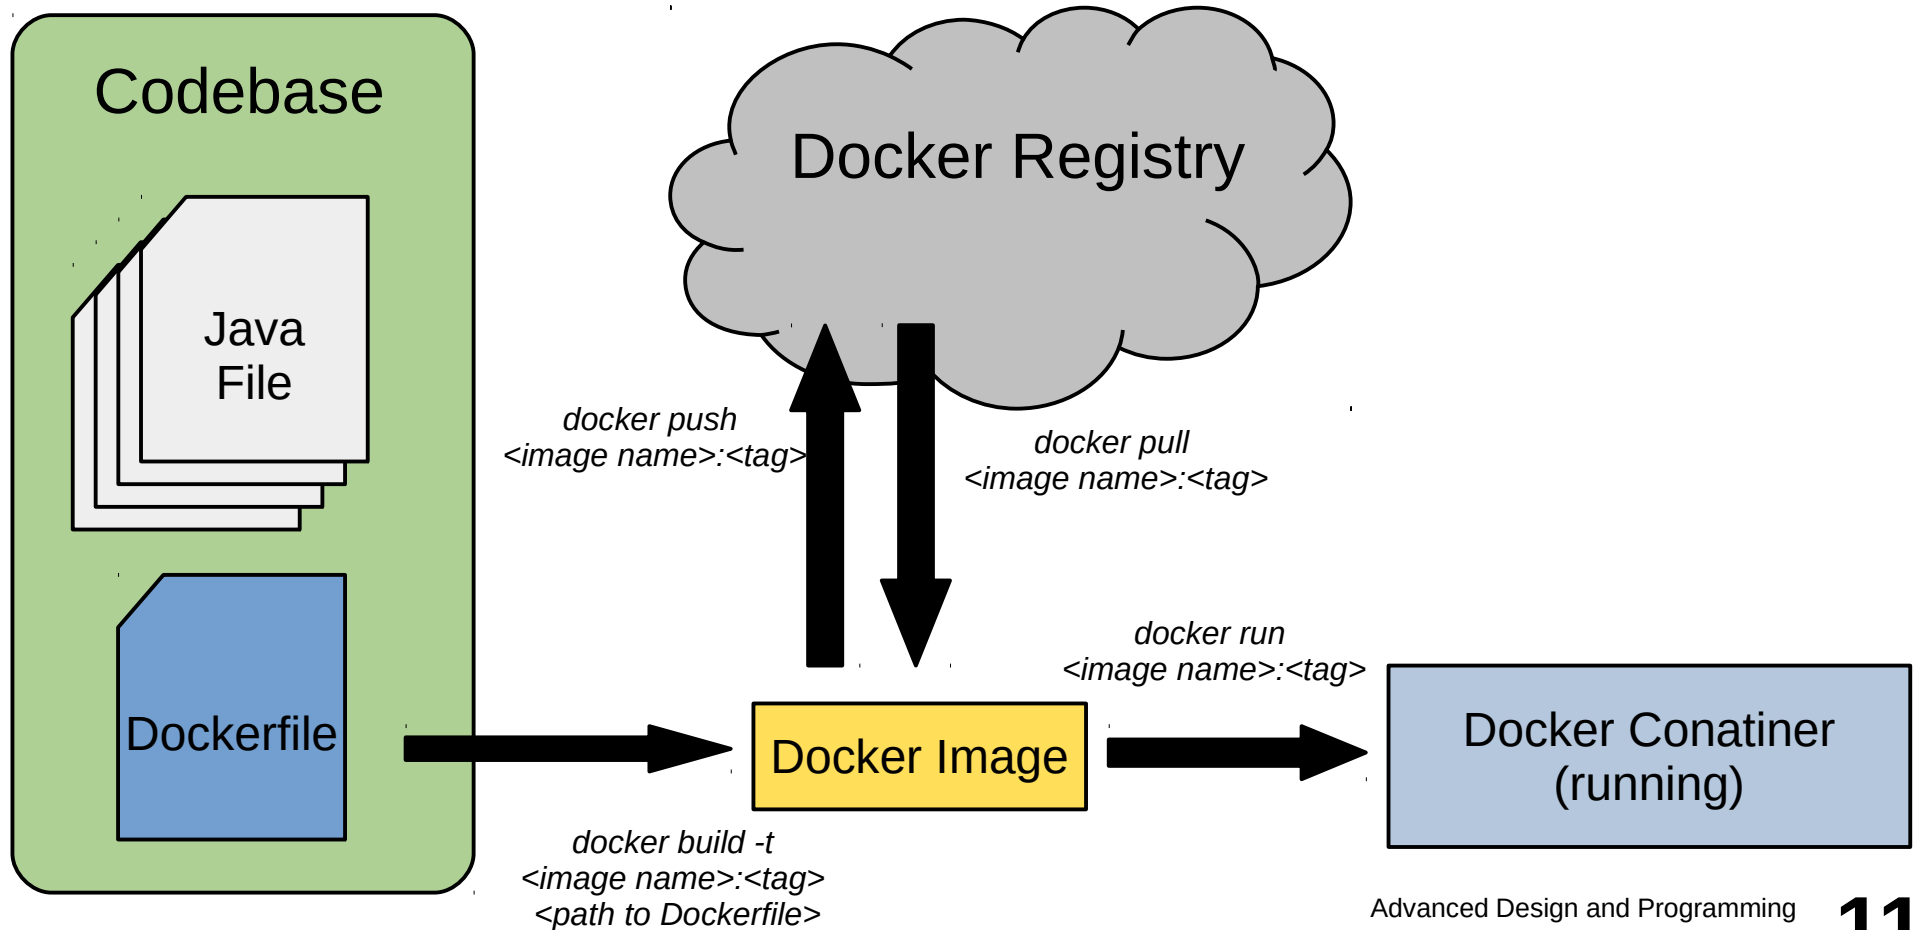 Codebase
Java
File
Dockerfile
Docker Registry
docker push
<image name>:<tag>
docker pull
<image name>:<tag>
docker run
<image name>:<tag>
Docker Image
Docker Conatiner
(running)
docker build -t
<image name>:<tag>
<path to Dockerfile>
Advanced Design and Programming
11